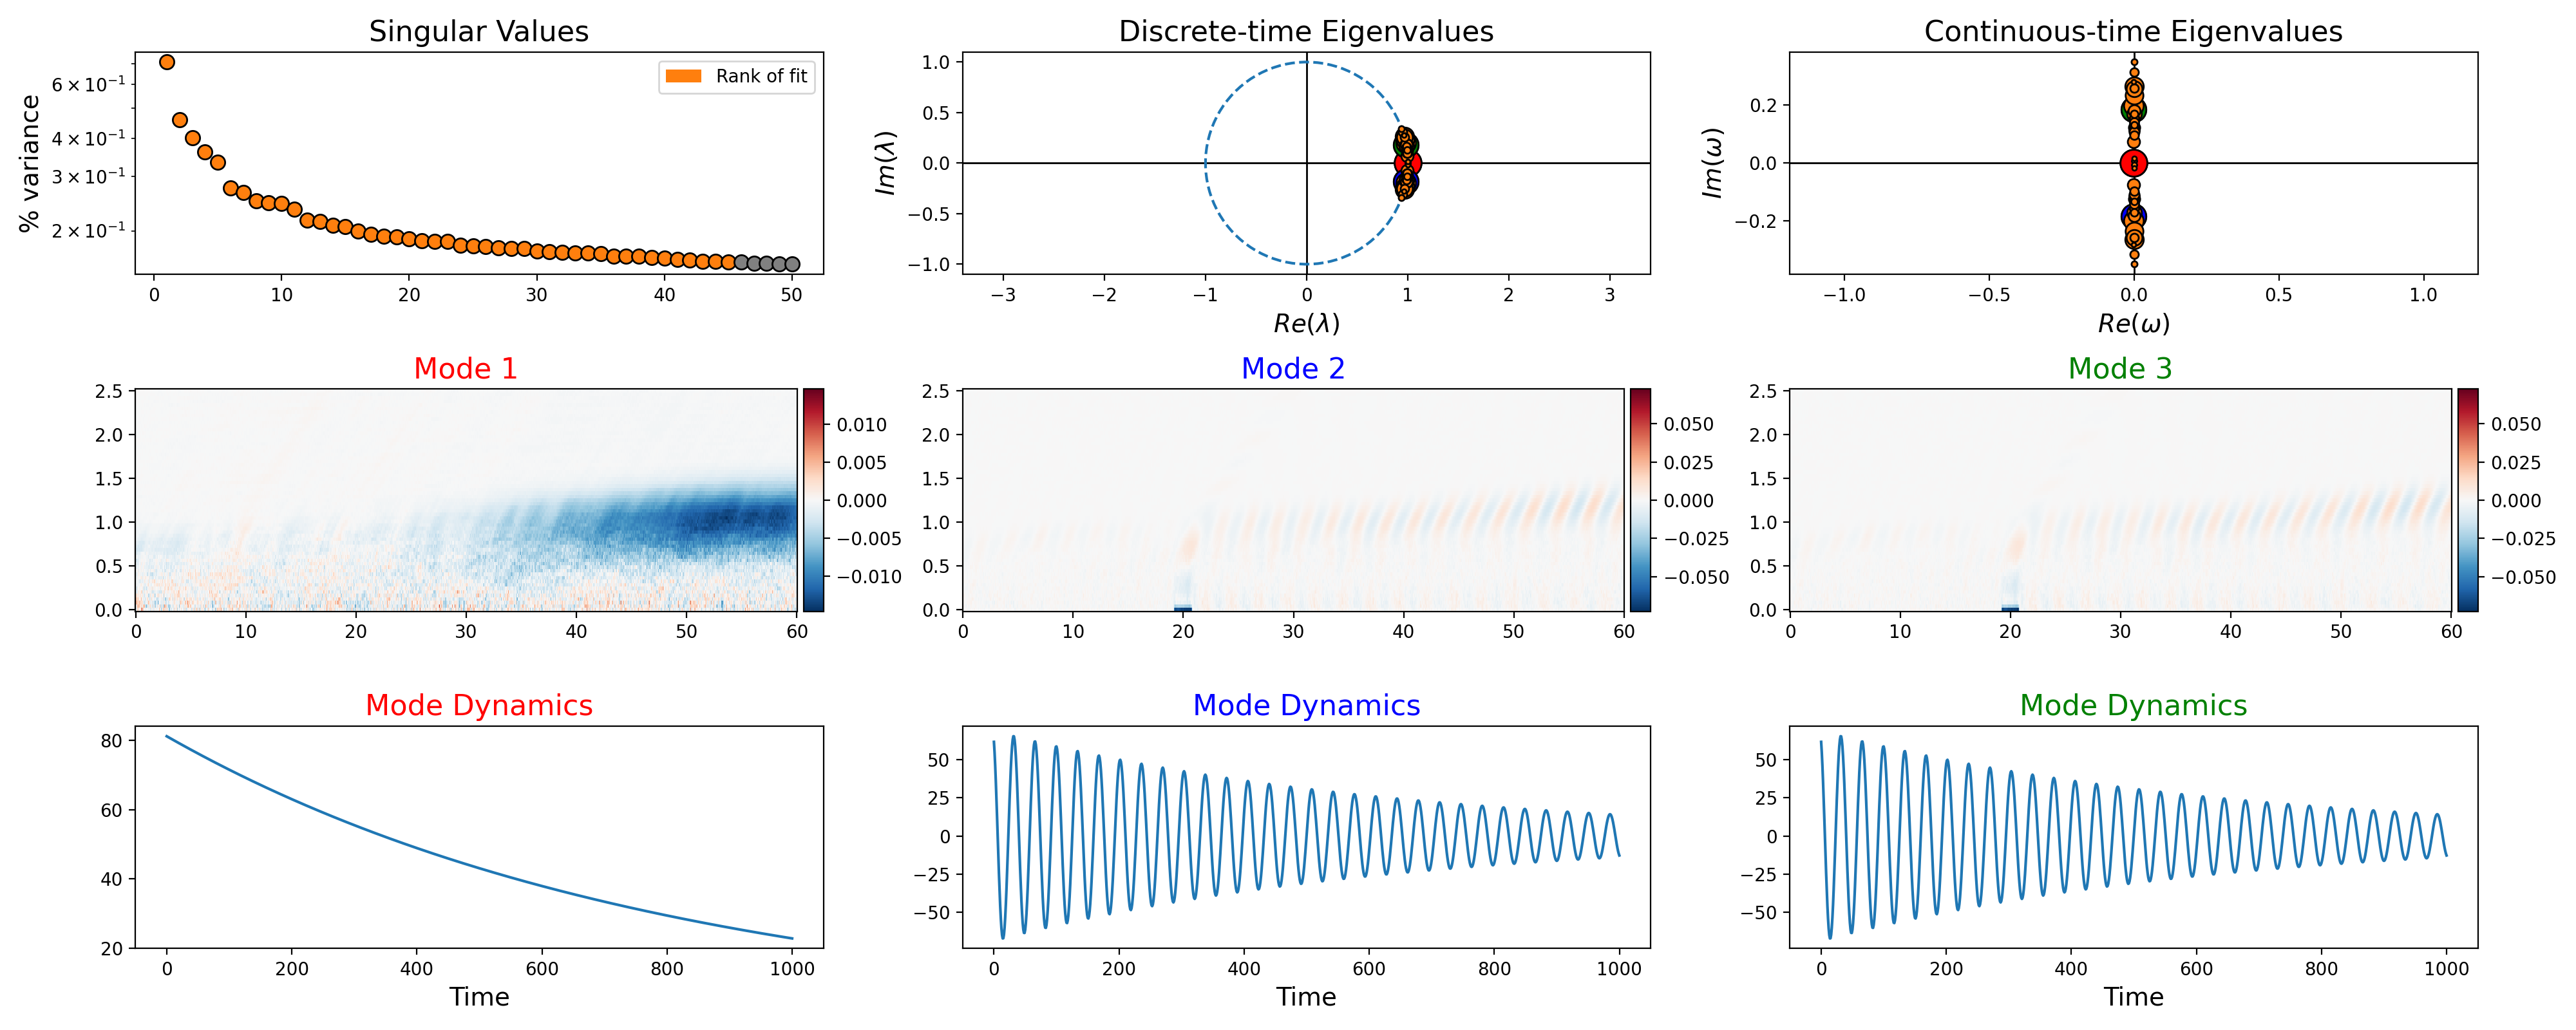 Singular Values
Discrete-time Eigenvalues
Continuous-time Eigenvalues
% variance
6 × 10⁻¹
4 × 10⁻¹
3 × 10⁻¹
2 × 10⁻¹
Rank of fit
0 10 20 30 40 50
Im(λ)
1.0
0.5
0.0
−0.5
−1.0
−3 −2 −1 0 1 2 3
Re(λ)
Im(ω)
0.2
0.0
−0.2
−1.0 −0.5 0.0 0.5 1.0
Re(ω)
Mode 1
2.5
2.0
1.5
1.0
0.5
0.0
0 10 20 30 40 50 60
0.010
0.005
0.000
−0.005
−0.010
Mode 2
2.5
2.0
1.5
1.0
0.5
0.0
0 10 20 30 40 50 60
0.050
0.025
0.000
−0.025
−0.050
Mode 3
2.5
2.0
1.5
1.0
0.5
0.0
0 10 20 30 40 50 60
0.050
0.025
0.000
−0.025
−0.050
Mode Dynamics
80
60
40
20
0 200 400 600 800 1000
Time
Mode Dynamics
50
25
0
−25
−50
0 200 400 600 800 1000
Time
Mode Dynamics
50
25
0
−25
−50
0 200 400 600 800 1000
Time